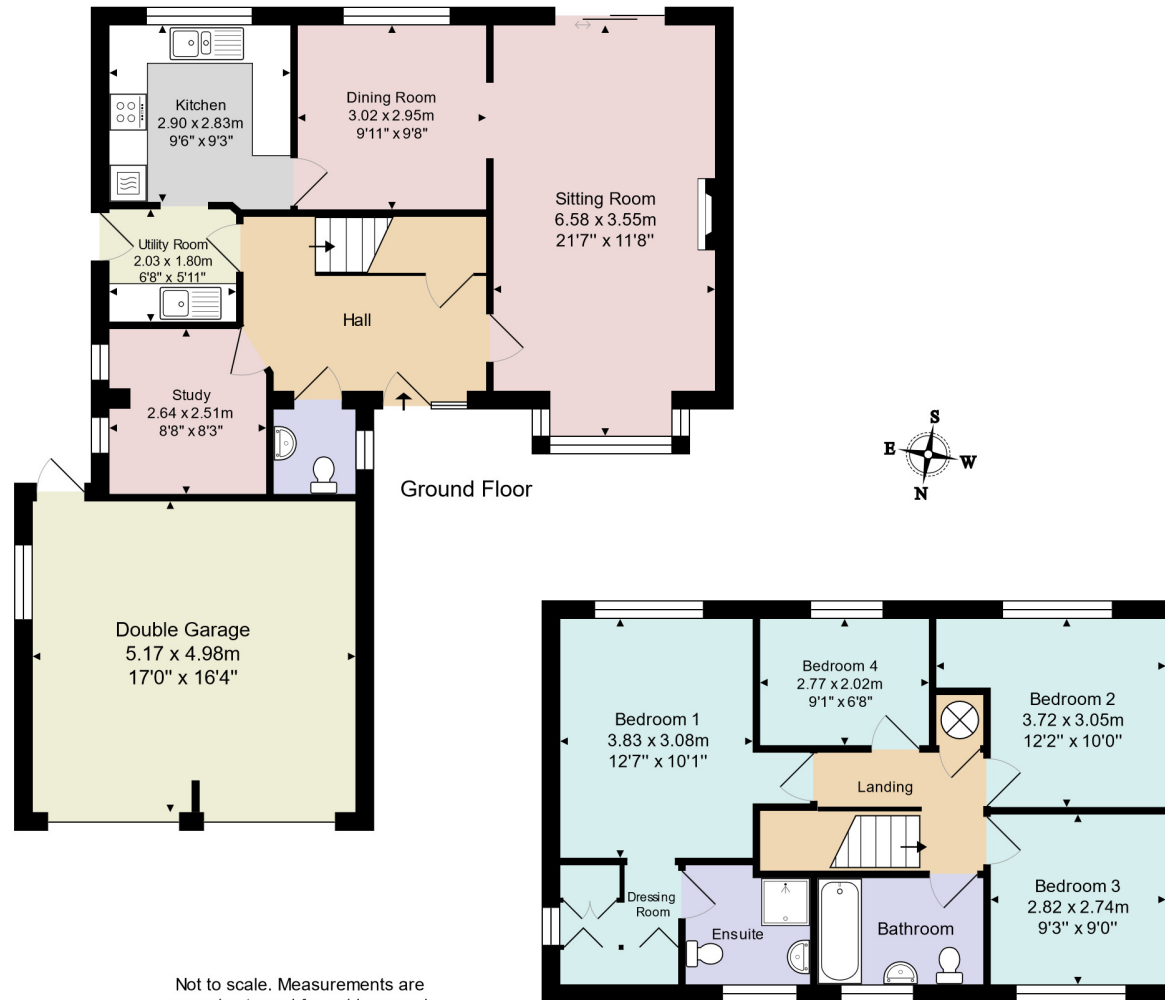 Kitchen
2.90 x 2.83m
9'6" x 9'3"
Dining Room
3.02 x 2.95m
9'11" x 9'8"
Sitting Room
6.58 x 3.55m
21'7" x 11'8"
Utility Room
2.03 x 1.80m
6'8" x 5'11"
Hall
Study
2.64 x 2.51m
8'8" x 8'3"
Ground Floor
S
E
W
N
Double Garage
5.17 x 4.98m
17'0" x 16'4"
Bedroom 1
3.83 x 3.08m
12'7" x 10'1"
Bedroom 4
2.77 x 2.02m
9'1" x 6'8"
Bedroom 2
3.72 x 3.05m
12'2" x 10'0"
Landing
Dressing
Room
Ensuite
Bathroom
Bedroom 3
2.82 x 2.74m
9'3" x 9'0"
Not to scale. Measurements are